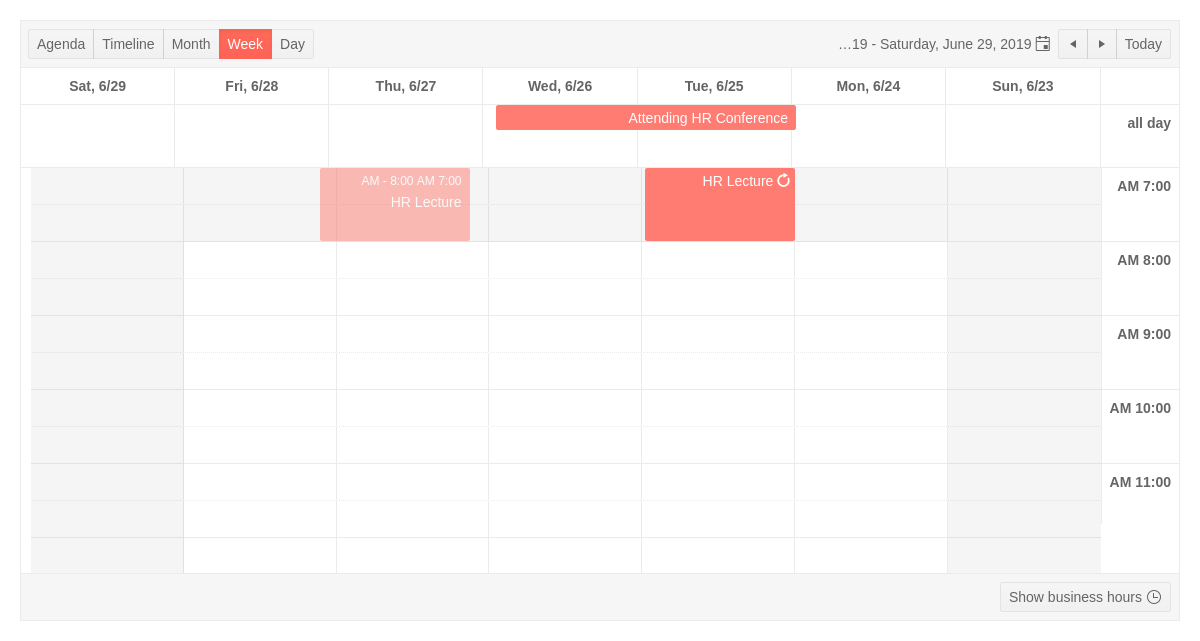 Agenda Timeline Month Week Day
…19 - Saturday, June 29, 2019
Today
Sat, 6/29 Fri, 6/28 Thu, 6/27 Wed, 6/26 Tue, 6/25 Mon, 6/24 Sun, 6/23
Attending HR Conference
all day
AM - 8:00 AM 7:00
HR Lecture
HR Lecture
AM 7:00
AM 8:00
AM 9:00
AM 10:00
AM 11:00
Show business hours